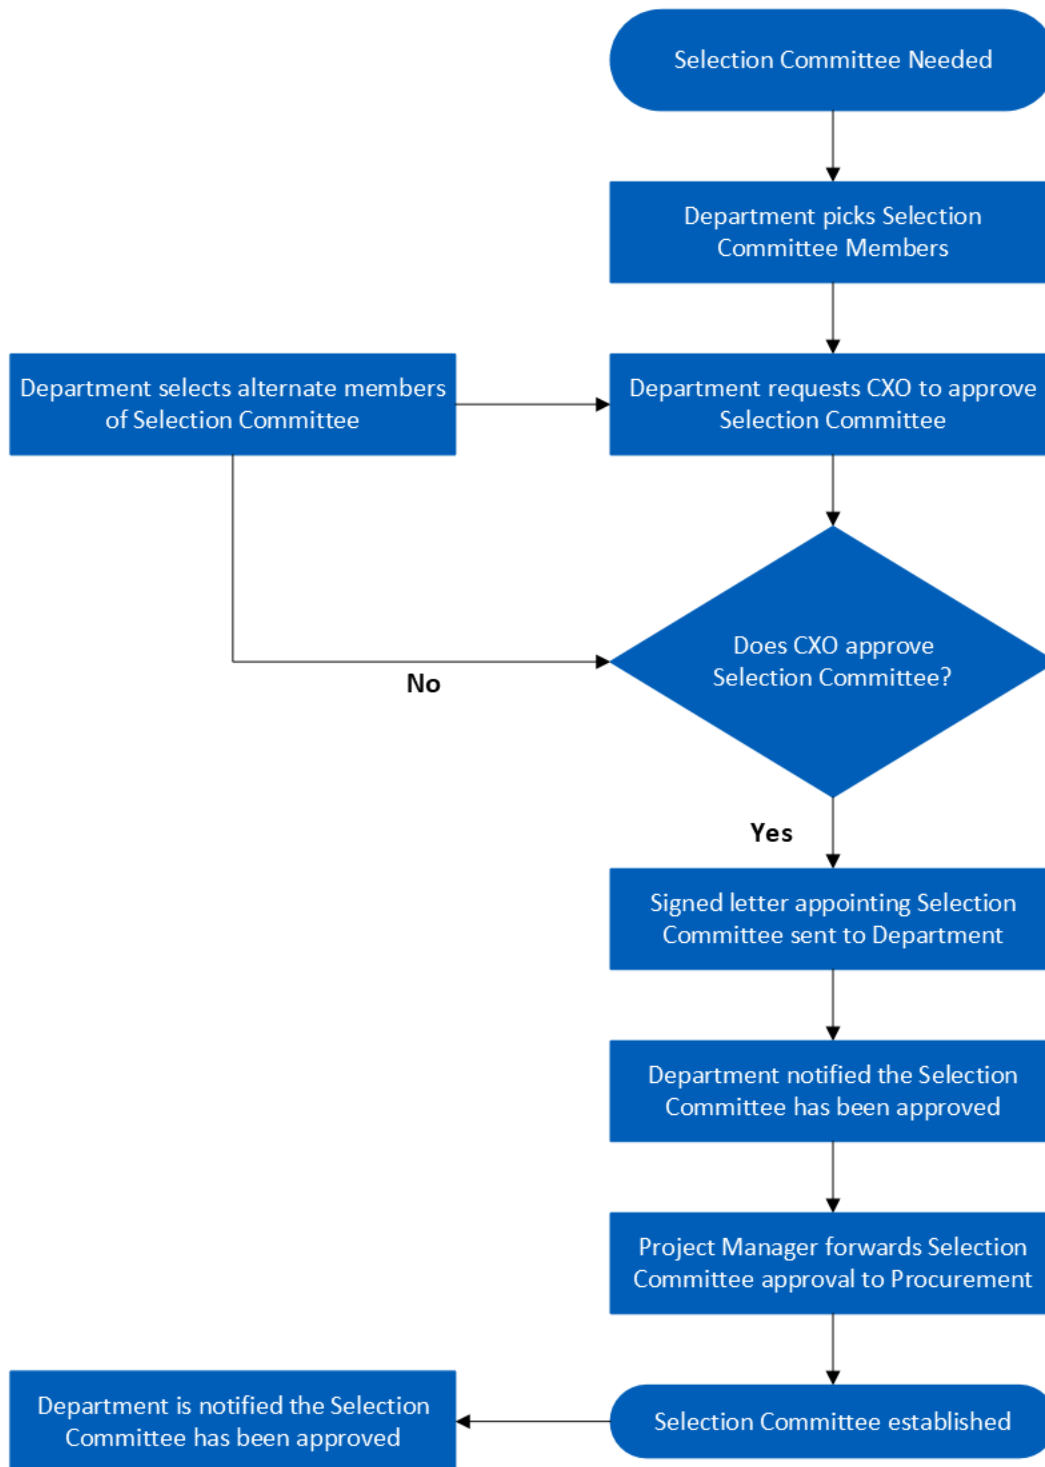 Selection Committee Needed
Department picks Selection
Committee Members
Department selects alternate members
of Selection Committee
Department requests CXO to approve
Selection Committee
Does CXO approve
Selection Committee?
No
Yes
Signed letter appointing Selection
Committee sent to Department
Department notified the Selection
Committee has been approved
Project Manager forwards Selection
Committee approval to Procurement
Department is notified the Selection
Committee has been approved
Selection Committee established